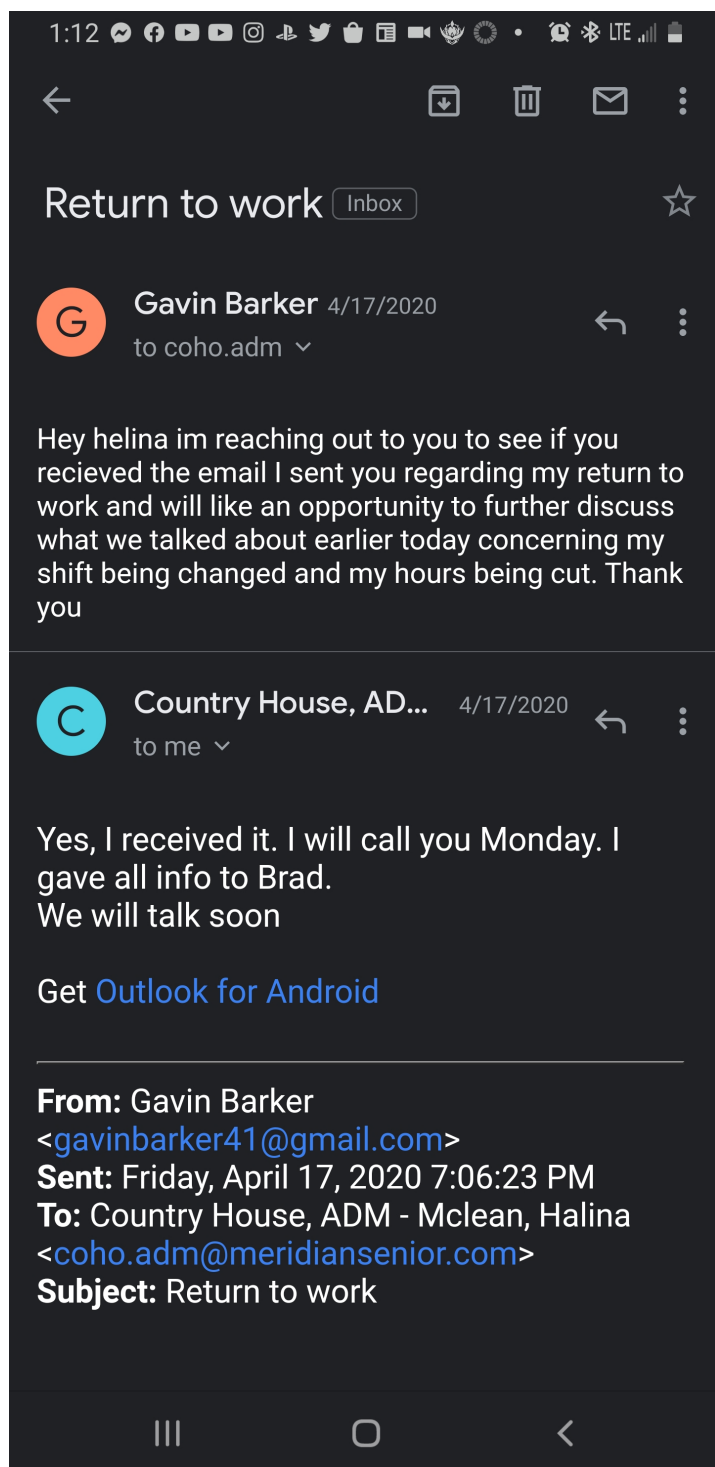 1:12 LTE
Return to work Inbox
G
Gavin Barker 4/17/2020
to coho.adm
Hey helina im reaching out to you to see if you
recieved the email I sent you regarding my return to
work and will like an opportunity to further discuss
what we talked about earlier today concerning my
shift being changed and my hours being cut. Thank
you
C
Country House, AD... 4/17/2020
to me
Yes, I received it. I will call you Monday. I
gave all info to Brad.
We will talk soon
Get Outlook for Android
From: Gavin Barker
<gavinbarker41@gmail.com>
Sent: Friday, April 17, 2020 7:06:23 PM
To: Country House, ADM - Mclean, Halina
<coho.adm@meridiansenior.com>
Subject: Return to work